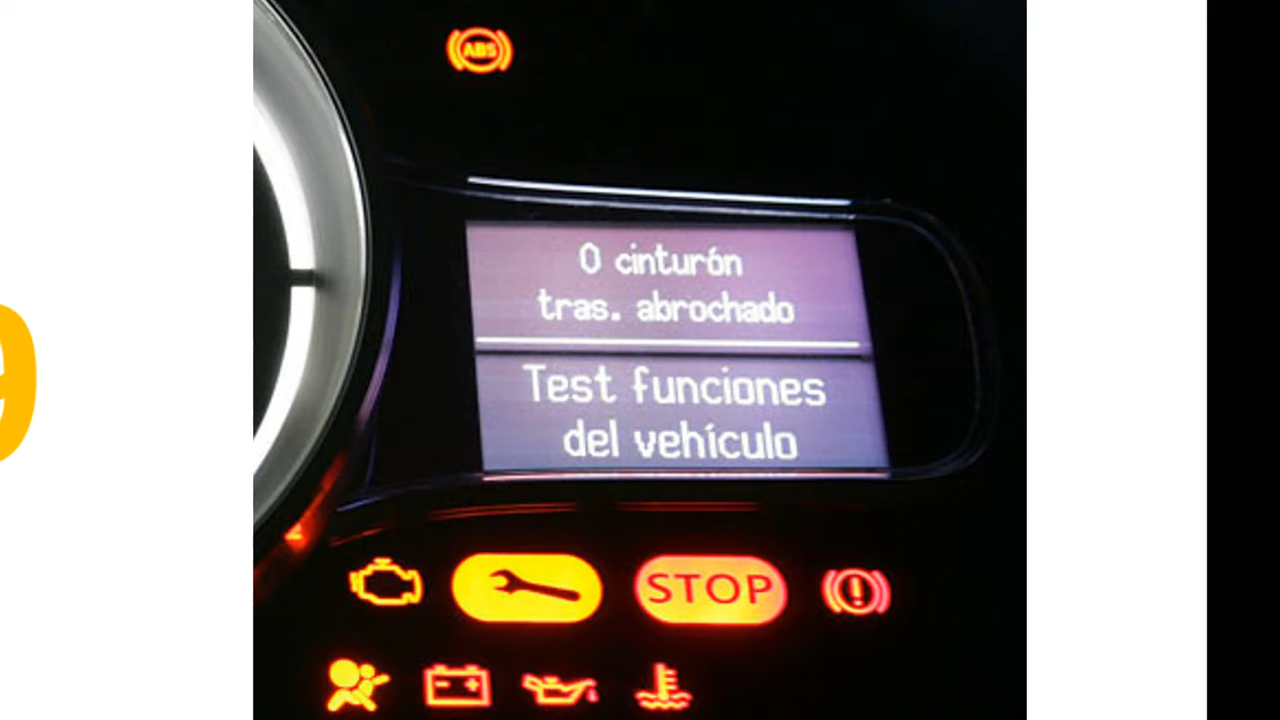 ABS
0 cinturón
tras. abrochado
Test funciones
del vehículo
STOP